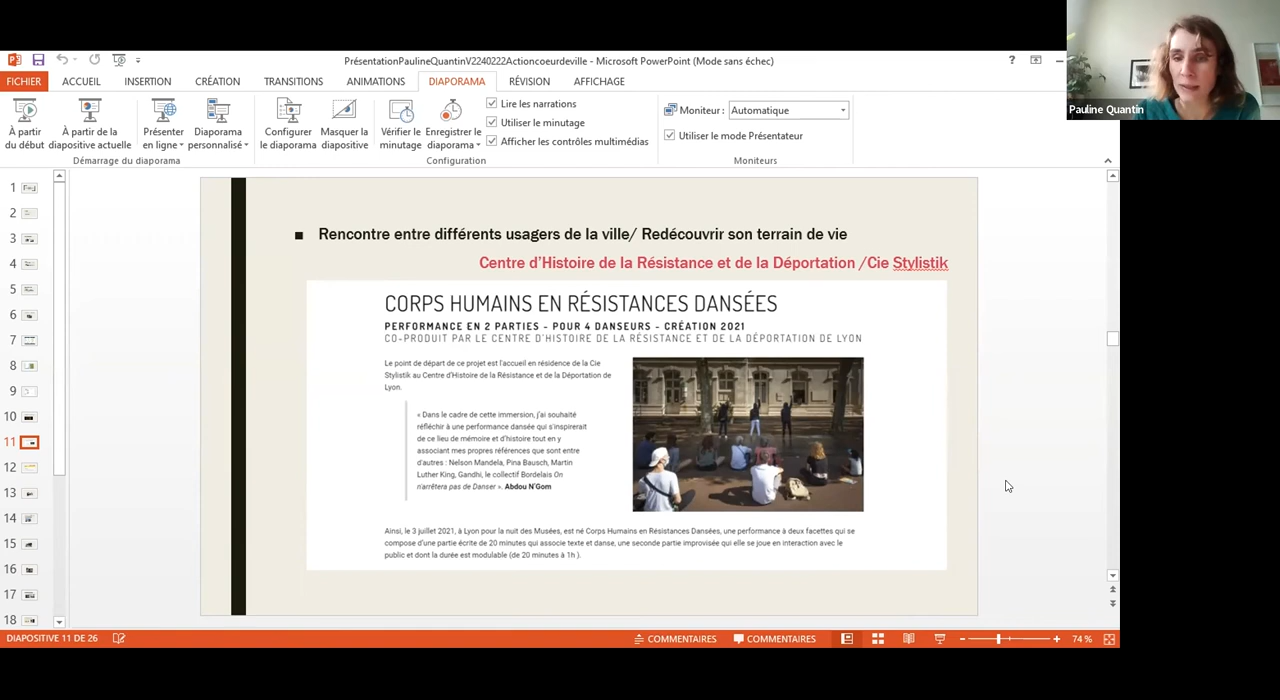 PrésentationPaulineQuantinV2240222Actioncoeurdeville - Microsoft PowerPoint (Mode sans échec)
FICHIER ACCUEIL INSERTION CRÉATION TRANSITIONS ANIMATIONS DIAPORAMA RÉVISION AFFICHAGE
À partir du début
À partir de la diapositive actuelle
Présenter en ligne
Diaporama personnalisé
Démarrage du diaporama
Configurer le diaporama
Masquer la diapositive
Vérifier le minutage
Enregistrer le diaporama
Lire les narrations
Utiliser le minutage
Afficher les contrôles multimédias
Configuration
Moniteur : Automatique
Utiliser le mode Présentateur
Moniteurs
Pauline Quantin
1
2
3
4
5
6
7
8
9
10
11
12
13
14
15
16
17
18
Rencontre entre différents usagers de la ville/ Redécouvrir son terrain de vie
Centre d'Histoire de la Résistance et de la Déportation /Cie Stylistik
CORPS HUMAINS EN RÉSISTANCES DANSÉES
PERFORMANCE EN 2 PARTIES - POUR 4 DANSEURS - CRÉATION 2021
CO-PRODUIT PAR LE CENTRE D'HISTOIRE DE LA RÉSISTANCE ET DE LA DÉPORTATION DE LYON
Le point de départ de ce projet est l'accueil en résidence de la Cie
Stylistik au Centre d'Histoire de la Résistance et de la Déportation de
Lyon.
« Dans le cadre de cette immersion, j'ai souhaité
réfléchir à une performance dansée qui s'inspirerait
de ce lieu de mémoire et d'histoire tout en y
associant mes propres références que sont entre
d'autres : Nelson Mandela, Pina Bausch, Martin
Luther King, Gandhi, le collectif Bordelais On
n'arrêtera pas de Danser ». Abdou N'Gom
Ainsi, le 3 juillet 2021, à Lyon pour la nuit des Musées, est né Corps Humains en Résistances Dansées, une performance à deux facettes qui se
compose d'une partie écrite de 20 minutes qui associe texte et danse, une seconde partie improvisée qui elle se joue en interaction avec le
public et dont la durée est modulable (de 20 minutes à 1h ).
DIAPOSITIVE 11 DE 26
COMMENTAIRES COMMENTAIRES
74 %